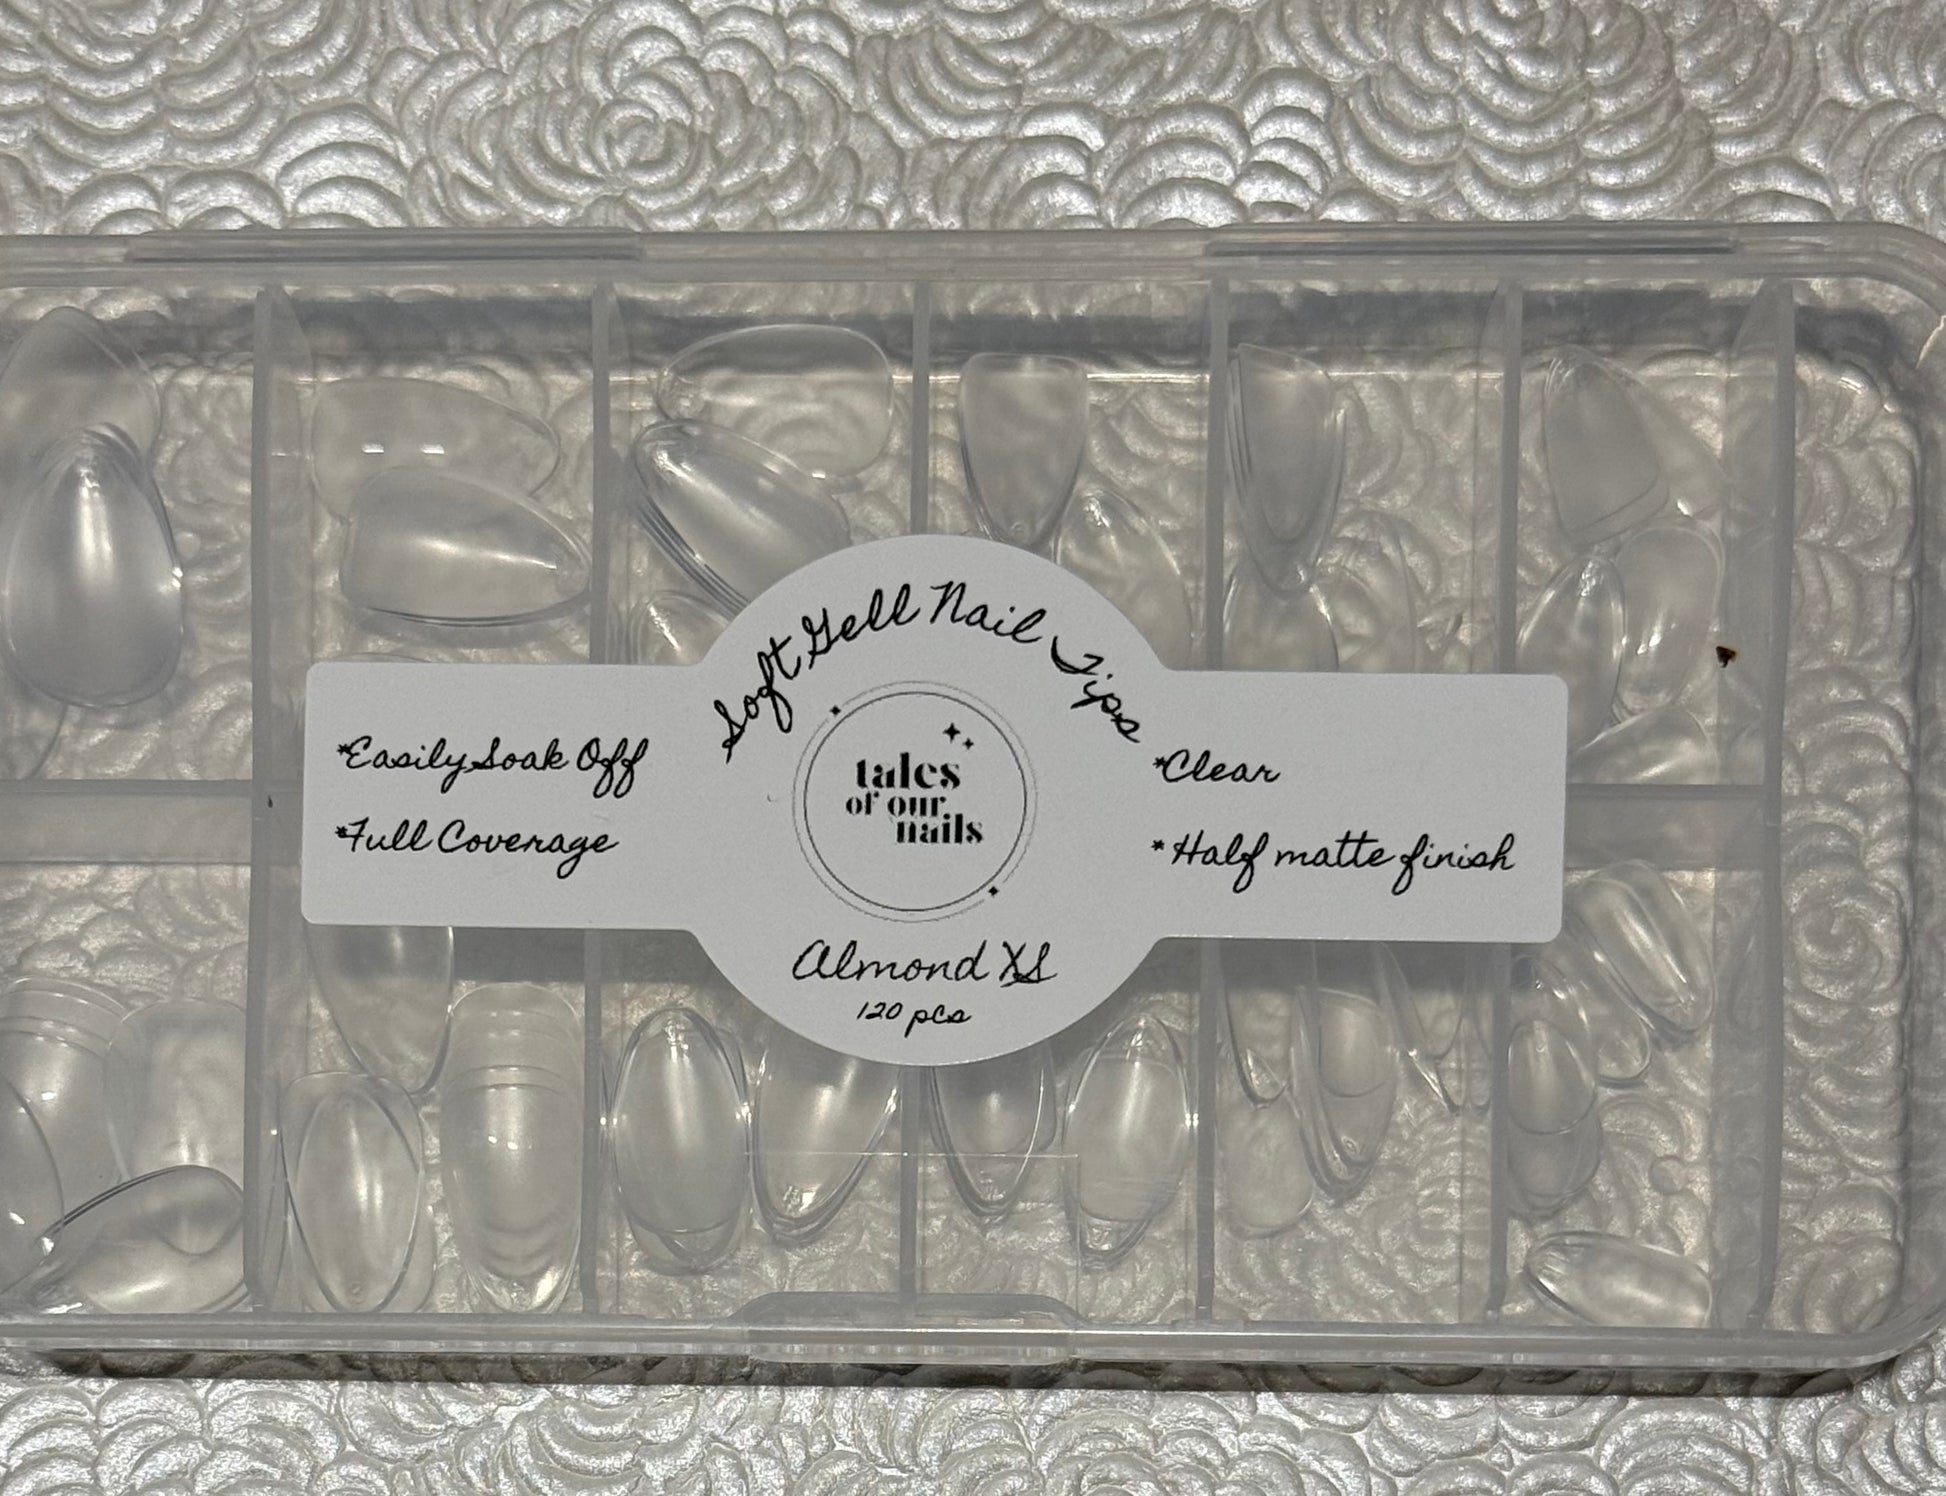 Soft Gell Nail Tips
*Easily Soak Off
*Full Coverage
tales
of our
nails
*Clear
* Half matte finish
Almond XS
120 pcs